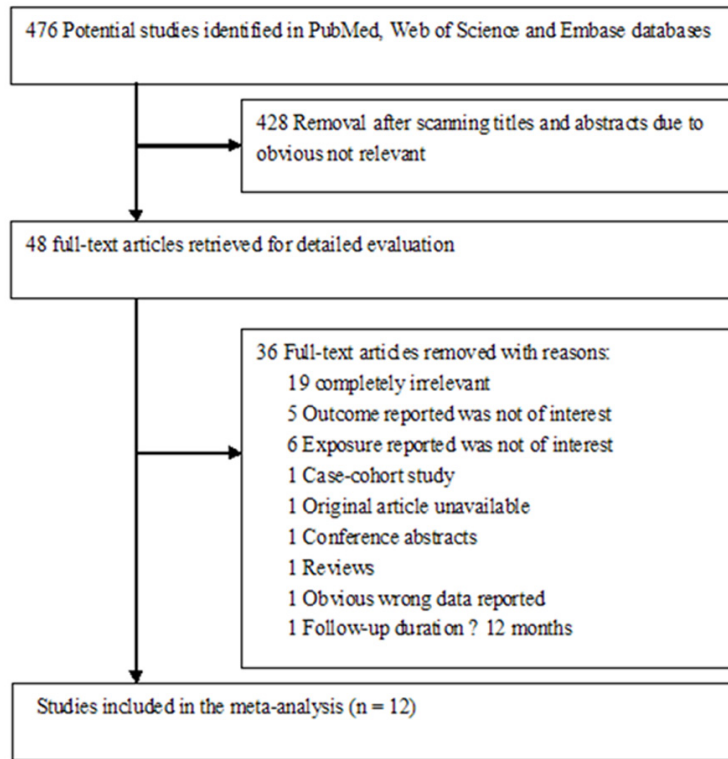 476 Potential studies identified in PubMed, Web of Science and Embase databases
428 Removal after scanning titles and abstracts due to
obvious not relevant
48 full-text articles retrieved for detailed evaluation
36 Full-text articles removed with reasons:
19 completely irrelevant
5 Outcome reported was not of interest
6 Exposure reported was not of interest
1 Case-cohort study
1 Original article unavailable
1 Conference abstracts
1 Reviews
1 Obvious wrong data reported
1 Follow-up duration ? 12 months
Studies included in the meta-analysis (n = 12)